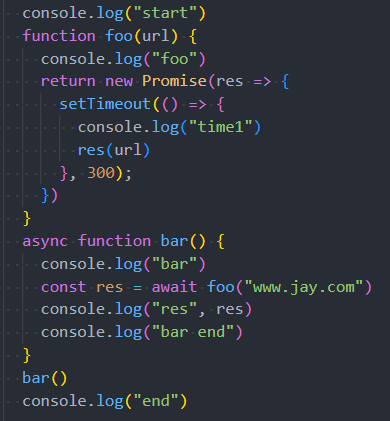 console.log("start")
function foo(url) {
  console.log("foo")
  return new Promise(res => {
    setTimeout(() => {
      console.log("time1")
      res(url)
    }, 300);
  })
}
async function bar() {
  console.log("bar")
  const res = await foo("www.jay.com")
  console.log("res", res)
  console.log("bar end")
}
bar()
console.log("end")